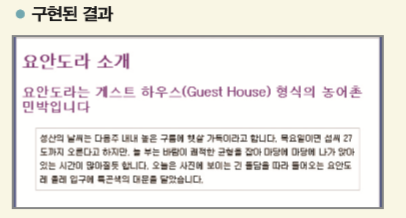 구현된 결과
요안도라 소개
요안도라는 게스트 하우스(Guest House) 형식의 농어촌
민박입니다
성산의 날씨는 다음주 내내 높은 구름에 햇살 가득이라고 합니다. 목요일이면 섭씨 27
도까지 오른다고 하지만, 늘 부는 바람이 쾌적한 균형을 잡아 마당에 마당에 나가 앉아
있는 시간이 많아질듯 합니다. 오늘은 사진에 보이는 긴 돌담을 따라 들어오는 요안도
라 올레 입구에 특곤색의 대문을 달았습니다.